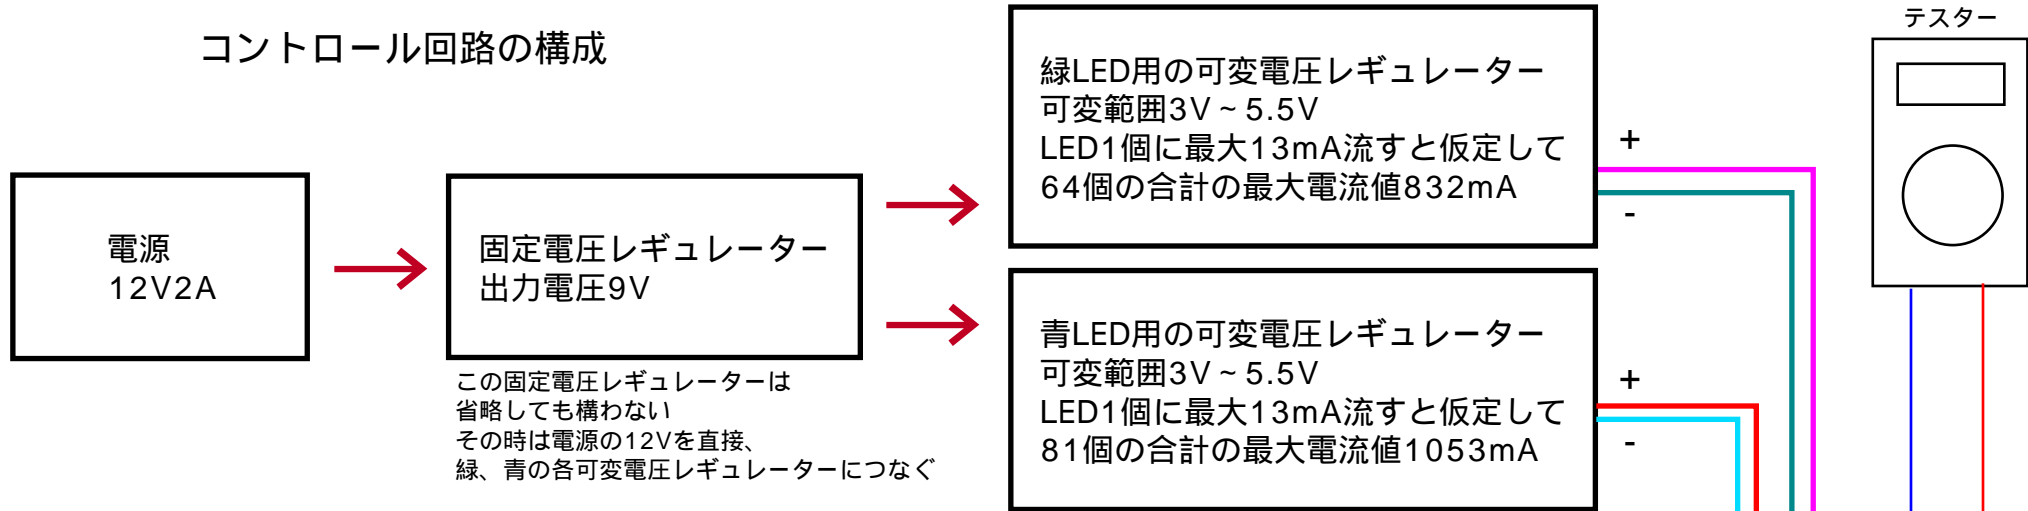 コントロール回路の構成
電源
12V2A
固定電圧レギュレーター
出力電圧9V
この固定電圧レギュレーターは
省略しても構わない
その時は電源の12Vを直接、
緑、青の各可変電圧レギュレーターにつなぐ
緑LED用の可変電圧レギュレーター
可変範囲3V~5.5V
LED1個に最大13mA流すと仮定して
64個の合計の最大電流値832mA
+
-
青LED用の可変電圧レギュレーター
可変範囲3V~5.5V
LED1個に最大13mA流すと仮定して
81個の合計の最大電流値1053mA
+
-
テスター